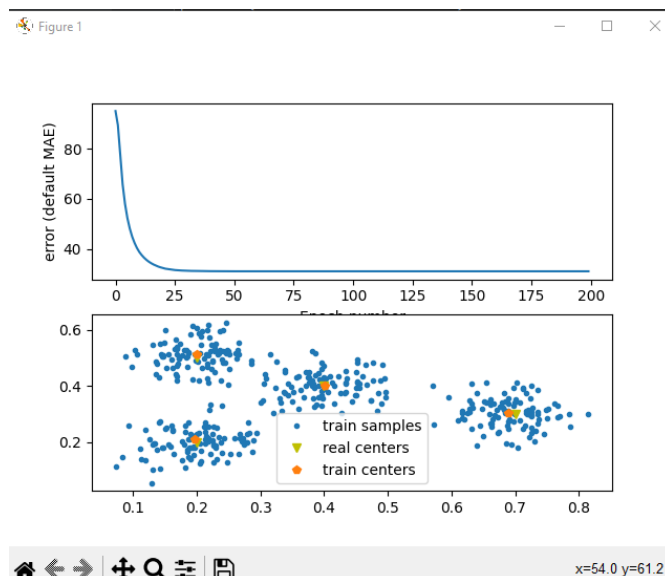 Figure 1
error (default MAE)
80
60
40
0 25 50 75 100 125 150 175 200
Epoch number
0.6
0.4
0.2
train samples
real centers
train centers
0.1 0.2 0.3 0.4 0.5 0.6 0.7 0.8
x=54.0 y=61.2